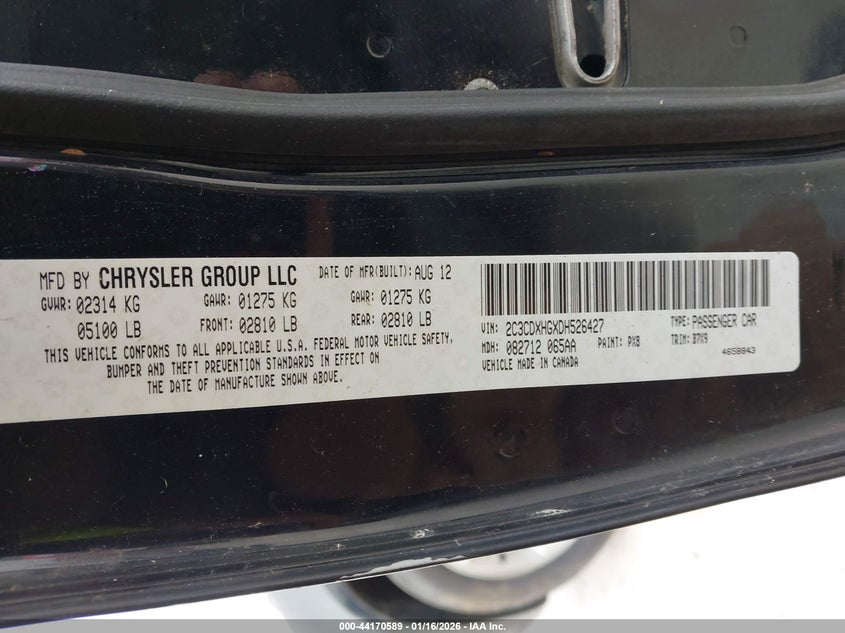 MFD BY CHRYSLER GROUP LLC DATE OF MFR(BUILT): AUG 12
GVWR: 02314 KG GAWR: 01275 KG GAWR: 01275 KG
05100 LB FRONT: 02810 LB REAR: 02810 LB
THIS VEHICLE CONFORMS TO ALL APPLICABLE U.S.A. FEDERAL MOTOR VEHICLE SAFETY,
BUMPER AND THEFT PREVENTION STANDARDS IN EFFECT ON
THE DATE OF MANUFACTURE SHOWN ABOVE.
VIN: 2C3CDXHGXDH526427 TYPE: PASSENGER CAR
MDH: 082712 065AA PAINT: PX8 TRIM: B7X9
VEHICLE MADE IN CANADA 4658843
000-44170589 - 01/16/2026 - IAA Inc.